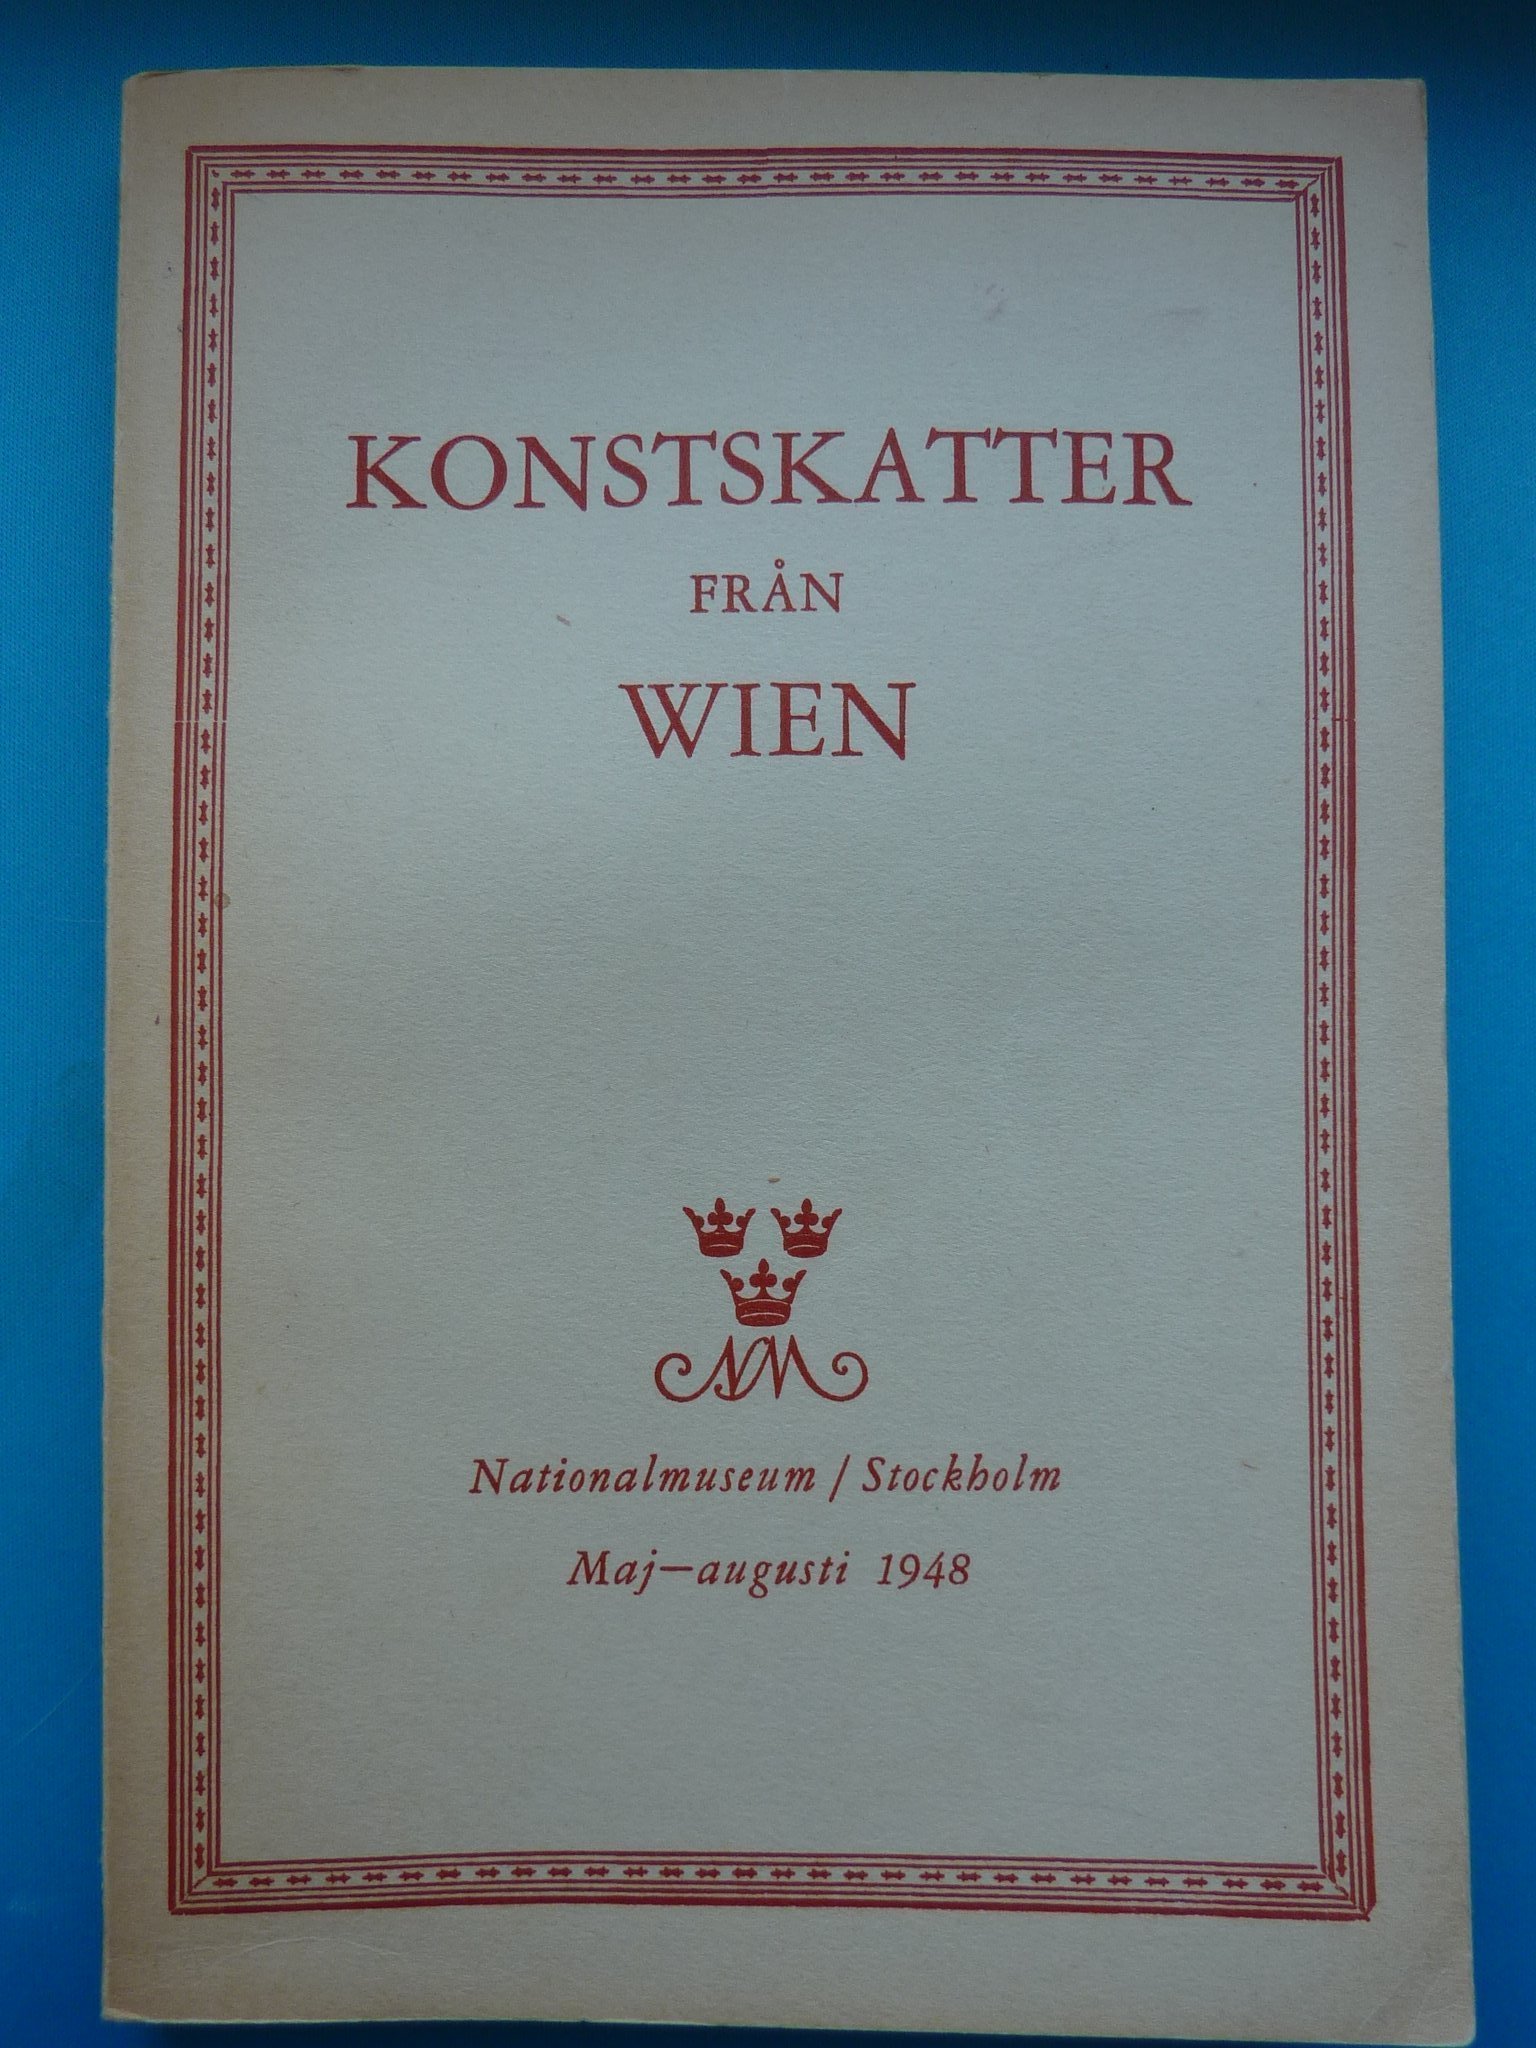 KONSTSKATTER
FRÅN
WIEN
NM
Nationalmuseum / Stockholm
Maj—augusti 1948